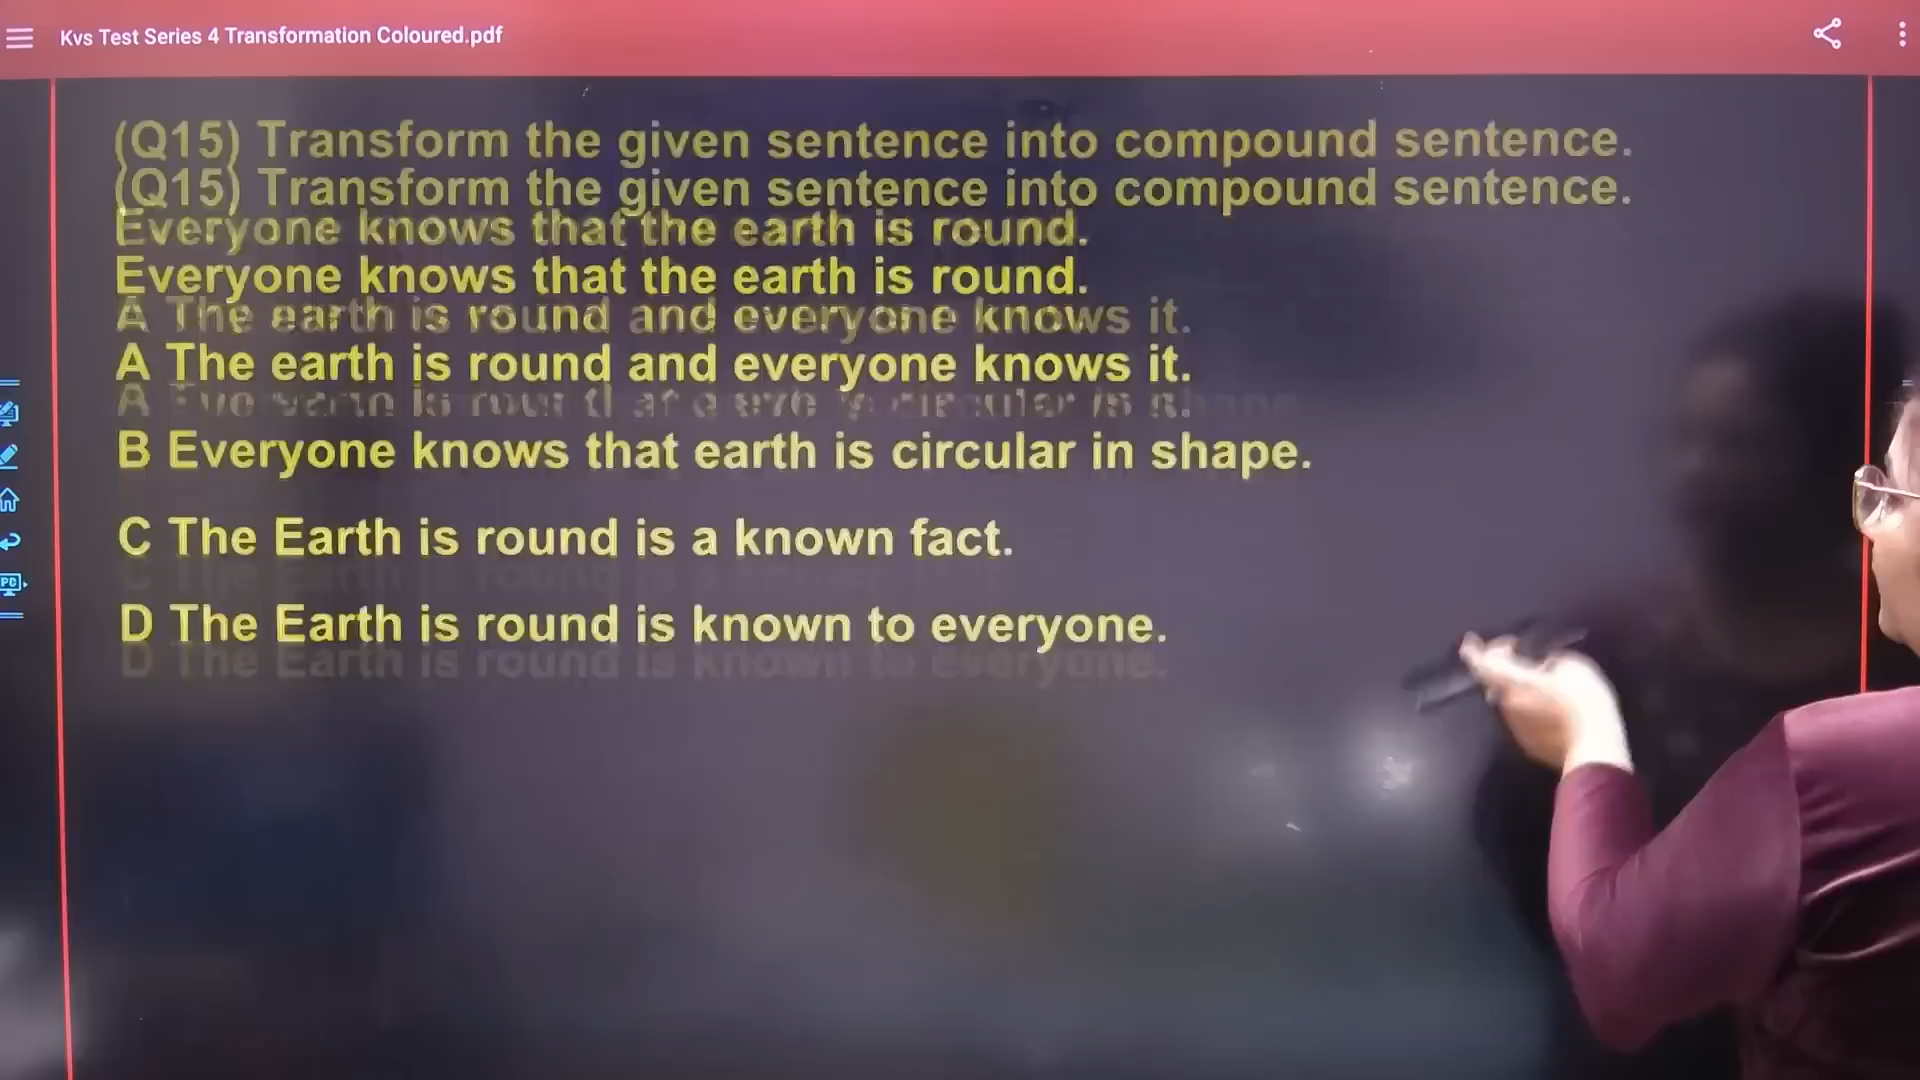 Kvs Test Series 4 Transformation Coloured.pdf
(Q15) Transform the given sentence into compound sentence.
(Q15) Transform the given sentence into compound sentence.
Everyone knows that the earth is round.
Everyone knows that the earth is round.
A The earth is round and everyone knows it.
A The earth is round and everyone knows it.
B Everyone knows that earth is circular in shape.
C The Earth is round is a known fact.
D The Earth is round is known to everyone.
D The Earth is round is known to everyone.
PC